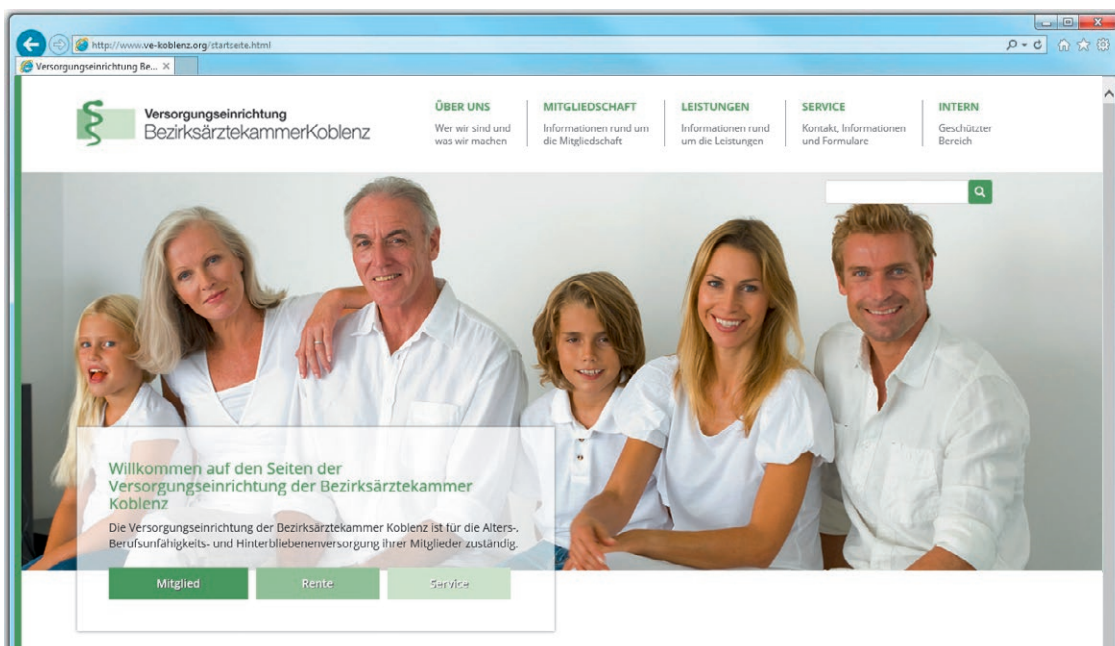 http://www.ve-koblenz.org/startseite.html
Versorgungseinrichtung Be...
Versorgungseinrichtung
BezirksärztekammerKoblenz
ÜBER UNS
Wer wir sind und
was wir machen
MITGLIEDSCHAFT
Informationen rund um
die Mitgliedschaft
LEISTUNGEN
Informationen rund
um die Leistungen
SERVICE
Kontakt, Informationen
und Formulare
INTERN
Geschützter
Bereich
Willkommen auf den Seiten der
Versorgungseinrichtung der Bezirksärztekammer
Koblenz
Die Versorgungseinrichtung der Bezirksärztekammer Koblenz ist für die Alters-,
Berufsunfähigkeits- und Hinterbliebenenversorgung ihrer Mitglieder zuständig.
Mitglied
Rente
Service